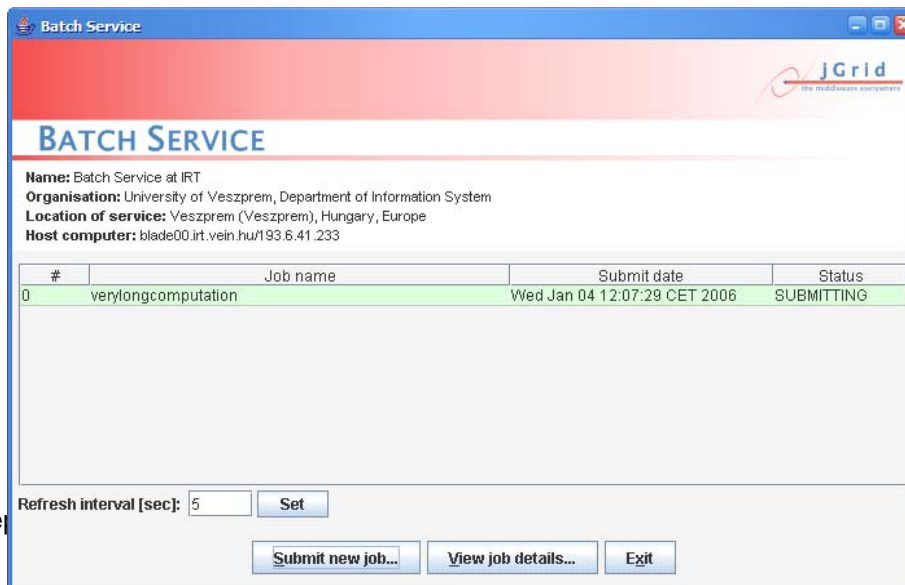 Batch Service
jGrid
the middleware everywhere
BATCH SERVICE
Name: Batch Service at IRT
Organisation: University of Veszprem, Department of Information System
Location of service: Veszprem (Veszprem), Hungary, Europe
Host computer: blade00.irt.vein.hu/193.6.41.233
# Job name Submit date Status
0 verylongcomputation Wed Jan 04 12:07:29 CET 2006 SUBMITTING
Refresh interval [sec]: 5 Set
Submit new job... View job details... Exit